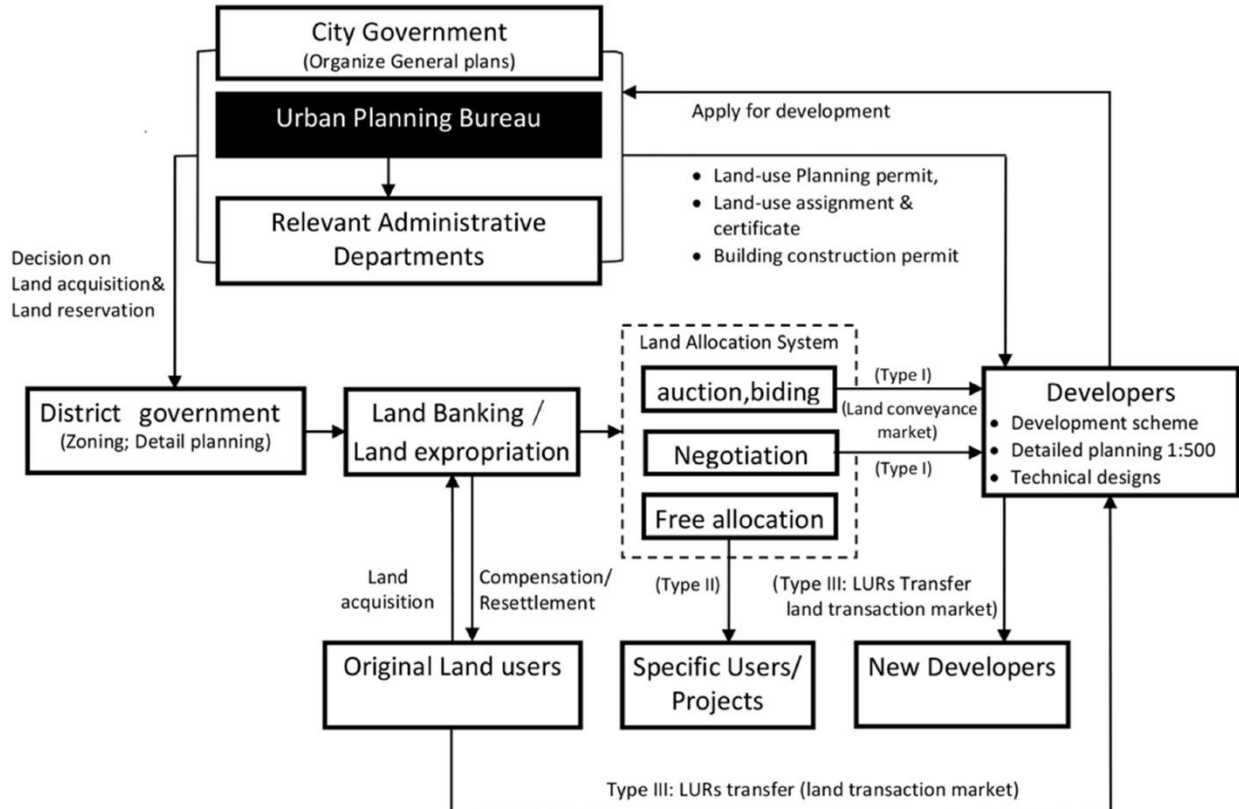 City Government
(Organize General plans)
Urban Planning Bureau
Apply for development
Relevant Administrative
Departments
• Land-use Planning permit,
• Land-use assignment &
certificate
• Building construction permit
Decision on
Land acquisition&
Land reservation
Land Allocation System
auction,biding
(Type I)
(Land conveyance
market)
Negotiation
(Type I)
Free allocation
District government
(Zoning; Detail planning)
Land Banking /
Land expropriation
Developers
• Development scheme
• Detailed planning 1:500
• Technical designs
Land
acquisition
Compensation/
Resettlement
(Type II)
(Type III: LURs Transfer
land transaction market)
Original Land users
Specific Users/
Projects
New Developers
Type III: LURs transfer (land transaction market)